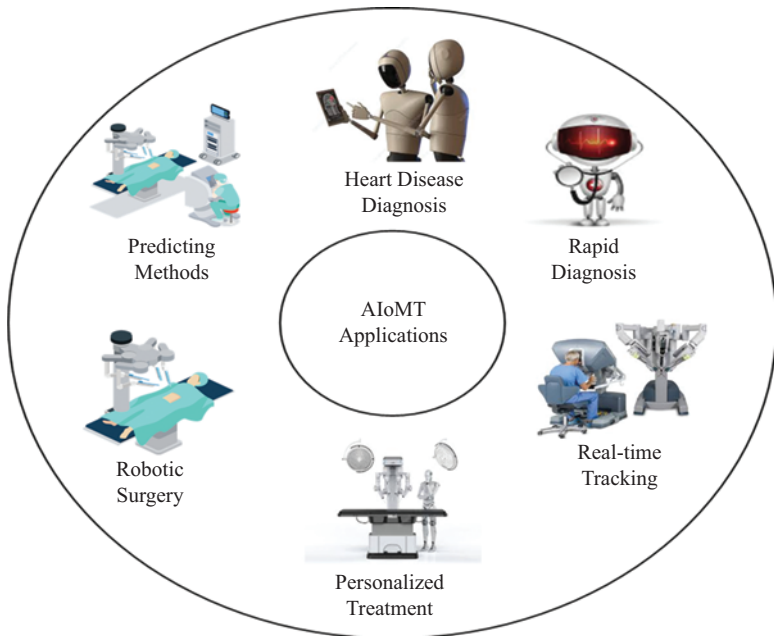 Heart Disease
Diagnosis
Predicting
Methods
Rapid
Diagnosis
AIoMT
Applications
Robotic
Surgery
Real-time
Tracking
Personalized
Treatment